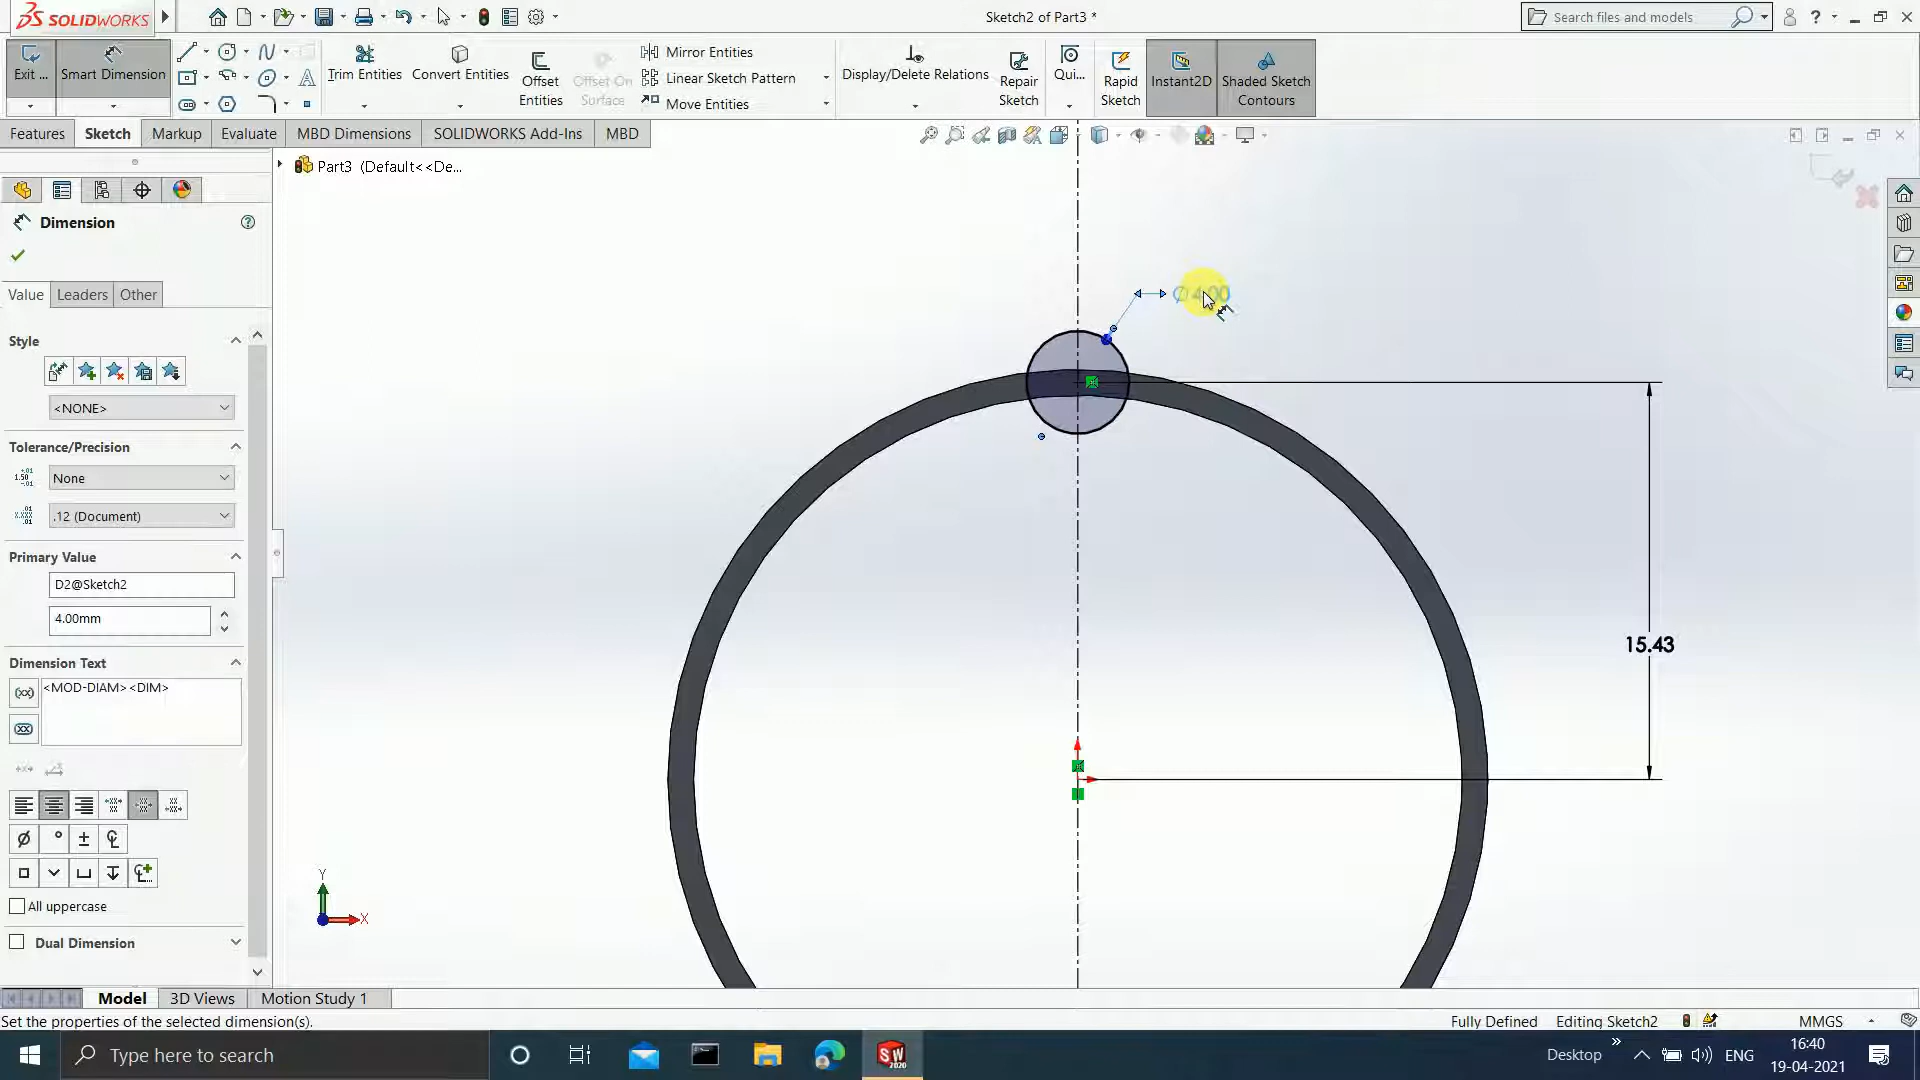 SOLIDWORKS
Sketch2 of Part3 *
Search files and models
Exit ...
Smart Dimension
Trim Entities
Convert Entities
Offset Entities
Offset On Surface
Mirror Entities
Linear Sketch Pattern
Move Entities
Display/Delete Relations
Repair Sketch
Qui...
Rapid Sketch
Instant2D
Shaded Sketch Contours
Features
Sketch
Markup
Evaluate
MBD Dimensions
SOLIDWORKS Add-Ins
MBD
Part3 (Default<<De...
Dimension
Value
Leaders
Other
Style
<NONE>
Tolerance/Precision
None
.12 (Document)
Primary Value
D2@Sketch2
4.00mm
Dimension Text
<MOD-DIAM><DIM>
All uppercase
Dual Dimension
∅4.00
15.43
Y
X
Model
3D Views
Motion Study 1
Set the properties of the selected dimension(s).
Fully Defined
Editing Sketch2
MMGS
Type here to search
SW
2020
Desktop
ENG
16:40
19-04-2021